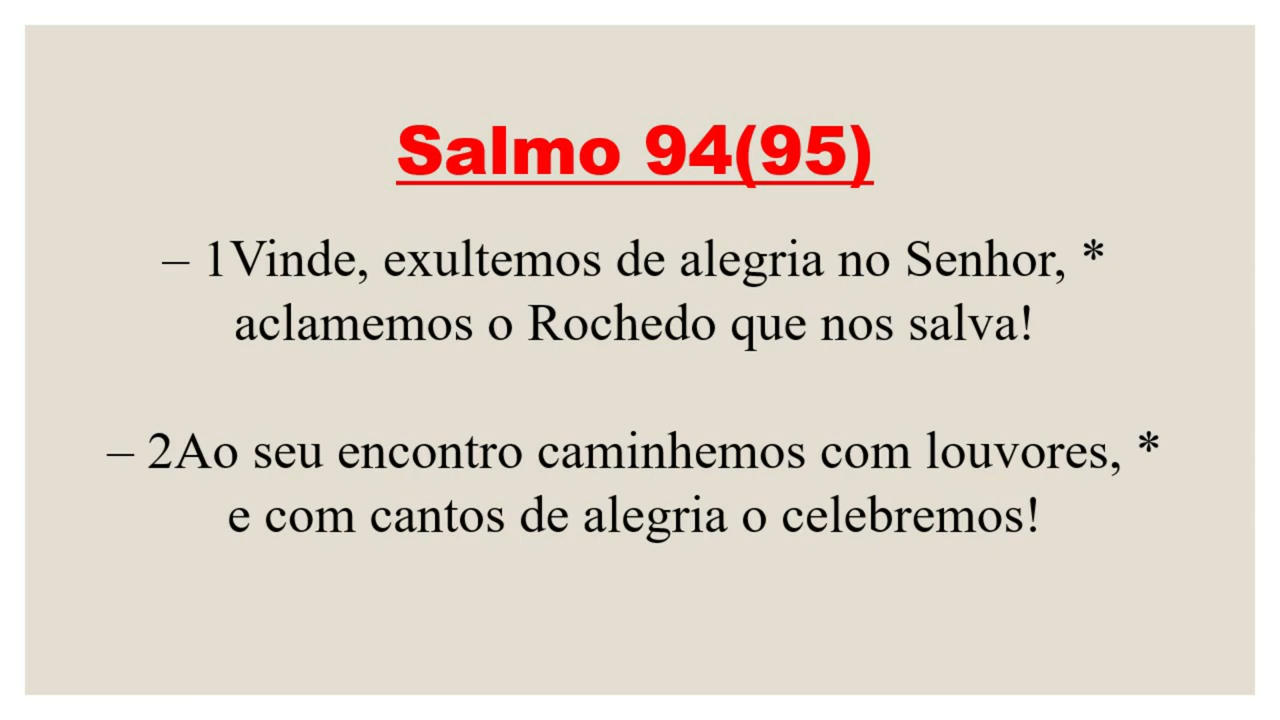 Salmo 94(95)
– 1Vinde, exultemos de alegria no Senhor, *
aclamemos o Rochedo que nos salva!
– 2Ao seu encontro caminhemos com louvores, *
e com cantos de alegria o celebremos!